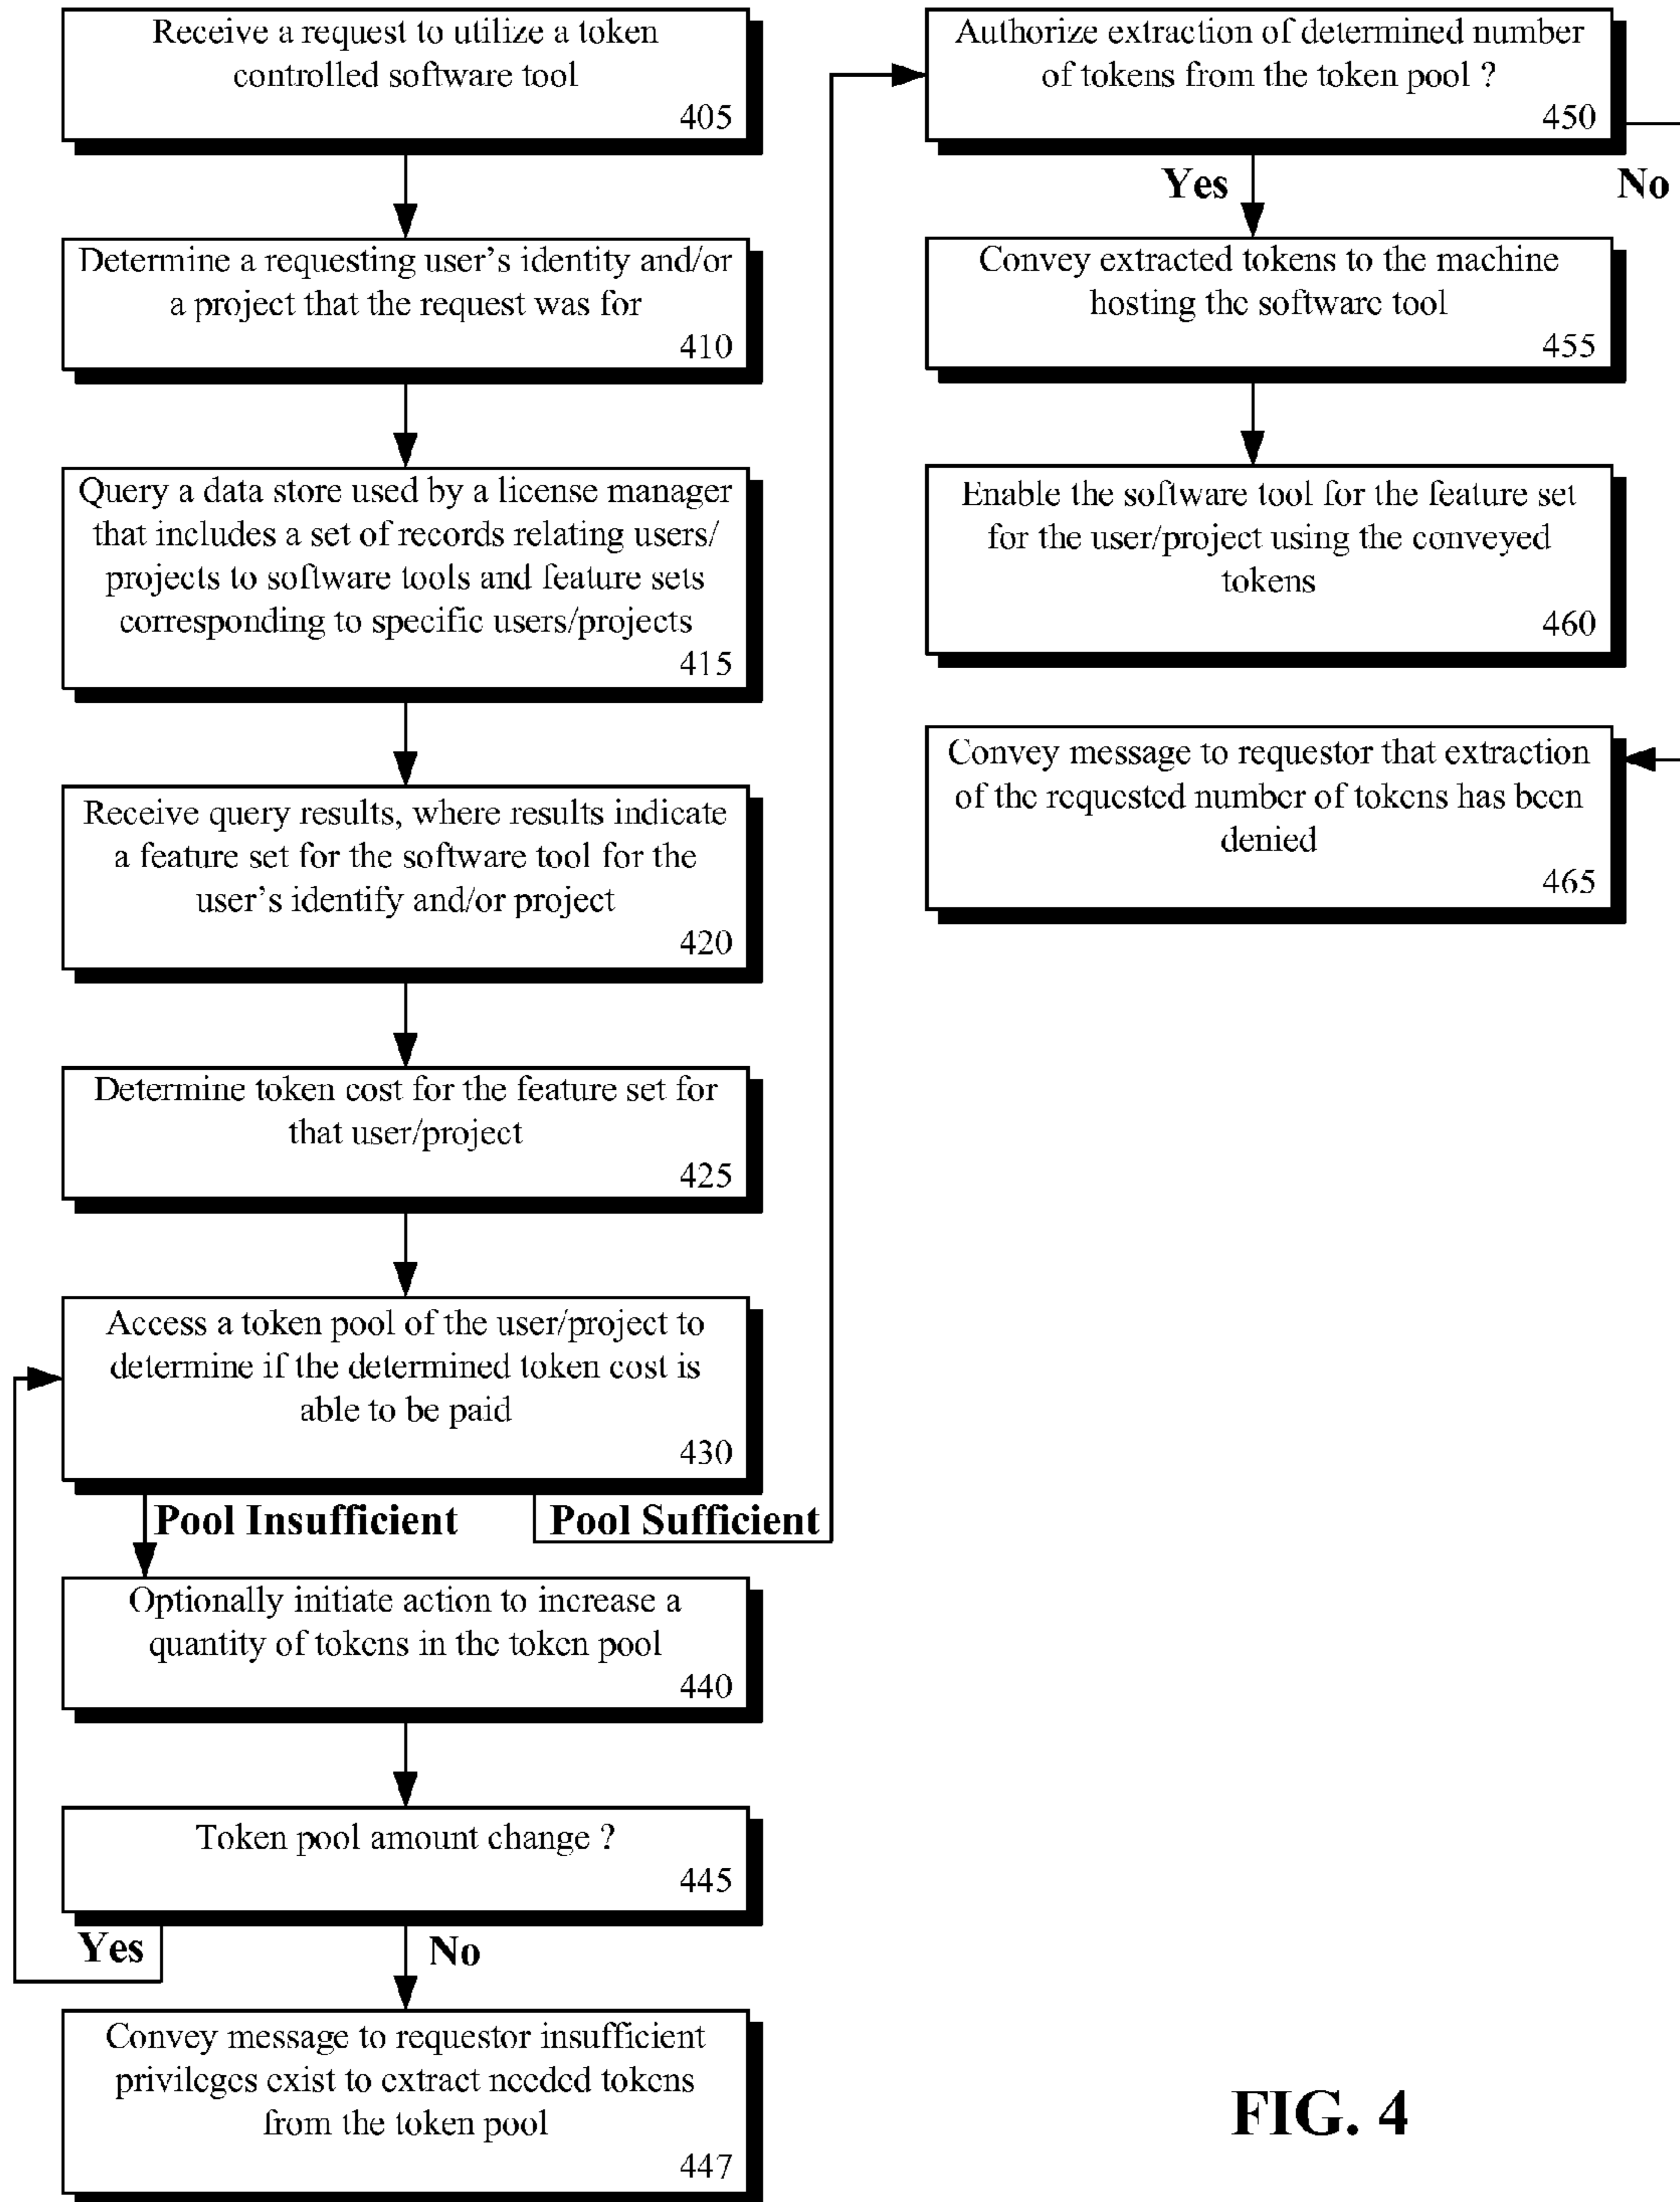 Receive a request to utilize a token
controlled software tool
405
Determine a requesting user's identity and/or
a project that the request was for
410
Query a data store used by a license manager
that includes a set of records relating users/
projects to software tools and feature sets
corresponding to specific users/projects
415
Receive query results, where results indicate
a feature set for the software tool for the
user's identify and/or project
420
Determine token cost for the feature set for
that user/project
425
Access a token pool of the user/project to
determine if the determined token cost is
able to be paid
430
Pool Insufficient
Pool Sufficient
Optionally initiate action to increase a
quantity of tokens in the token pool
440
Token pool amount change ?
445
Yes
No
Convey message to requestor insufficient
privileges exist to extract needed tokens
from the token pool
447
Authorize extraction of determined number
of tokens from the token pool ?
450
Yes
No
Convey extracted tokens to the machine
hosting the software tool
455
Enable the software tool for the feature set
for the user/project using the conveyed
tokens
460
Convey message to requestor that extraction
of the requested number of tokens has been
denied
465
FIG. 4